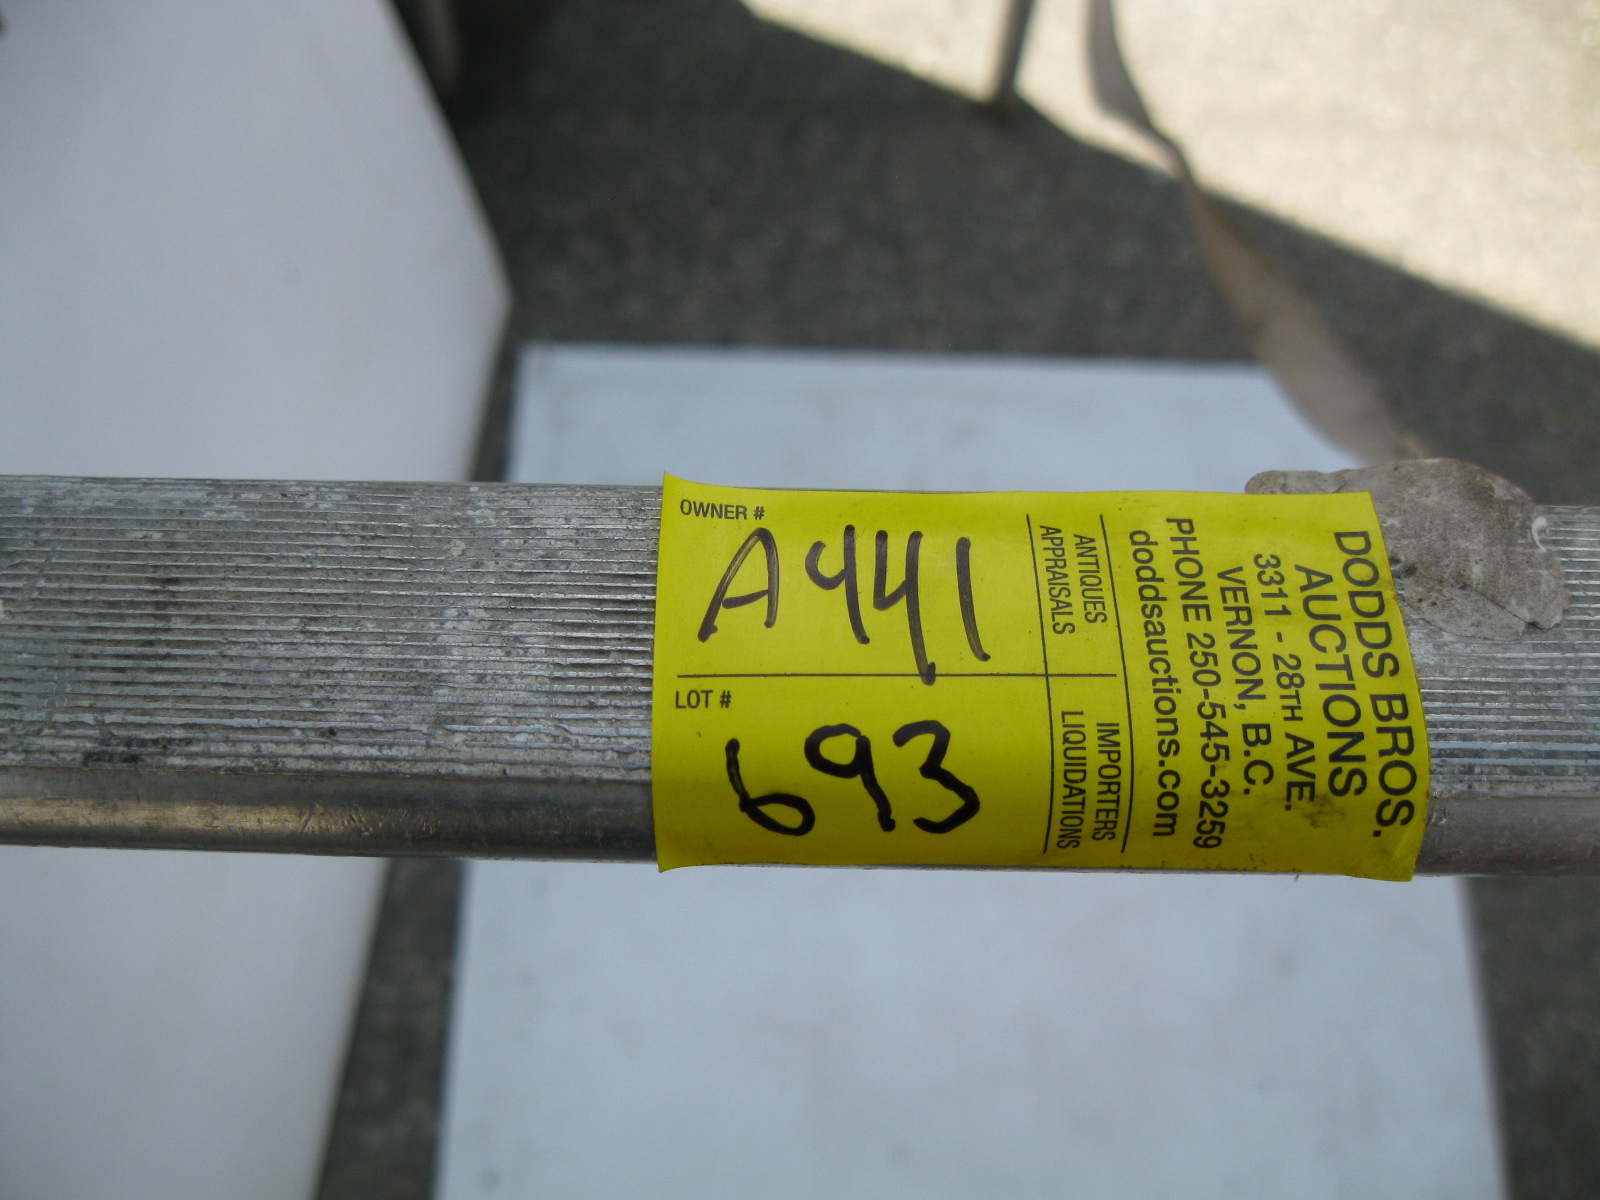 OWNER #
A441
LOT #
693
ANTIQUES
APPRAISALS
IMPORTERS
LIQUIDATIONS
DODDS BROS.
AUCTIONS
3311 - 28TH AVE.
VERNON, B.C.
PHONE 250-545-3259
doddsauctions.com